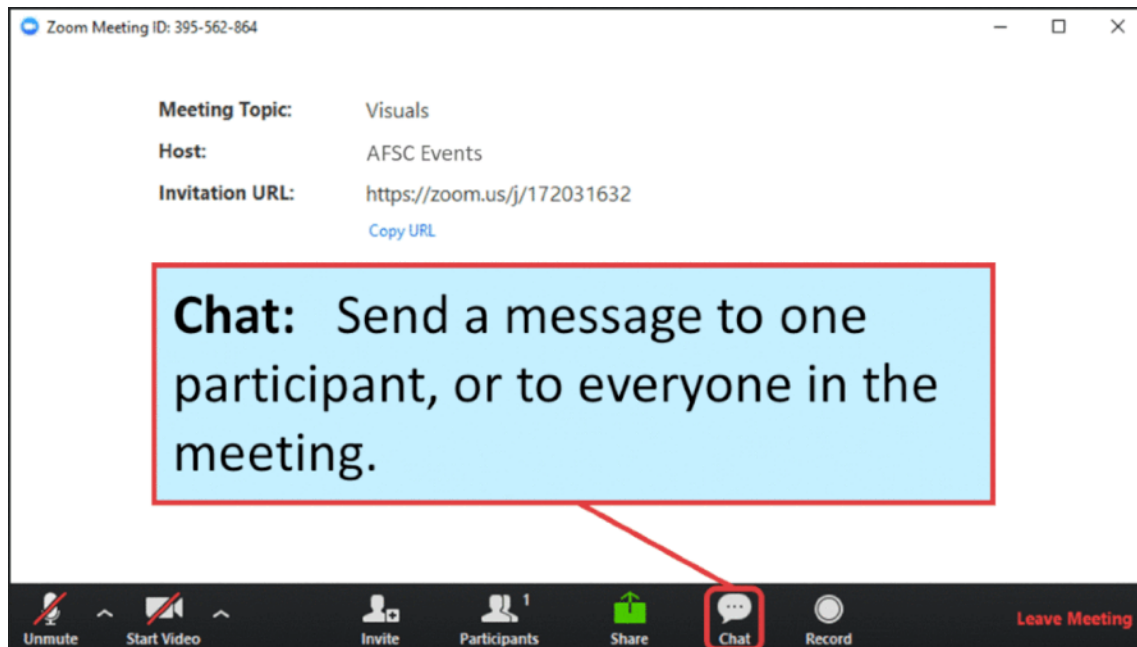 Zoom Meeting ID: 395-562-864
Meeting Topic: Visuals
Host: AFSC Events
Invitation URL: https://zoom.us/j/172031632
Copy URL
Chat: Send a message to one
participant, or to everyone in the
meeting.
Unmute Start Video Invite Participants 1 Share Chat Record Leave Meeting